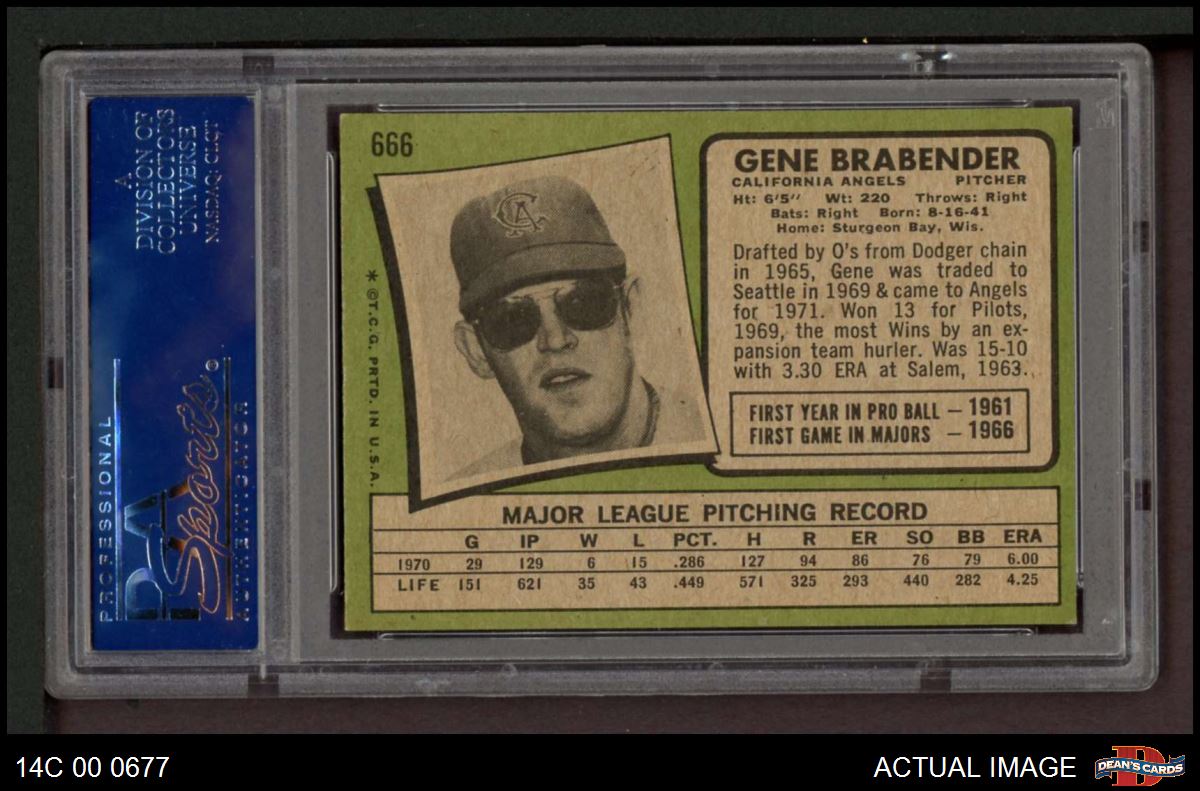 A
DIVISION OF
COLLECTORS
UNIVERSE
NASDAQ: CLCT
PROFESSIONAL
PSA
Sports
AUTHENTICATOR
666
CA
* ©T.C.G. PRTD. IN U.S.A.
GENE BRABENDER
CALIFORNIA ANGELS PITCHER
Ht: 6'5" Wt: 220 Throws: Right
Bats: Right Born: 8-16-41
Home: Sturgeon Bay, Wis.
Drafted by O's from Dodger chain
in 1965, Gene was traded to
Seattle in 1969 & came to Angels
for 1971. Won 13 for Pilots,
1969, the most Wins by an ex-
pansion team hurler. Was 15-10
with 3.30 ERA at Salem, 1963.
FIRST YEAR IN PRO BALL — 1961
FIRST GAME IN MAJORS — 1966
MAJOR LEAGUE PITCHING RECORD
G IP W L PCT. H R ER SO BB ERA
1970 29 129 6 15 .286 127 94 86 76 79 6.00
LIFE 151 621 35 43 .449 571 325 293 440 282 4.25
14C 00 0677
ACTUAL IMAGE
DEAN'S CARDS